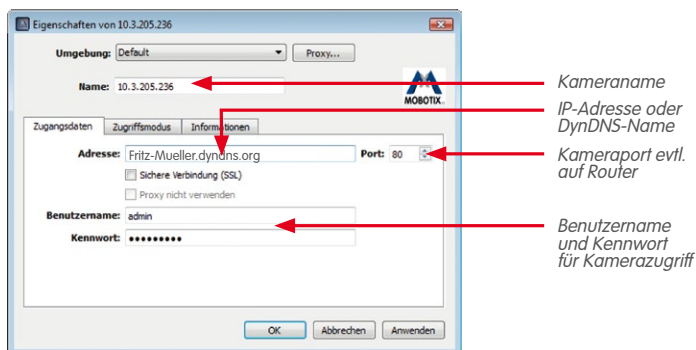 Eigenschaften von 10.3.205.236
Umgebung: Default Proxy...
Name: 10.3.205.236
MOBOTIX
Zugangsdaten Zugriffsmodus Informationen
Adresse: Fritz-Mueller.dyndns.org Port: 80
Sichere Verbindung (SSL)
Proxy nicht verwenden
Benutzername: admin
Kennwort: •••••••••
OK Abbrechen Anwenden
Kameraname
IP-Adresse oder
DynDNS-Name
Kameraport evtl.
auf Router
Benutzername
und Kennwort
für Kamerazugriff